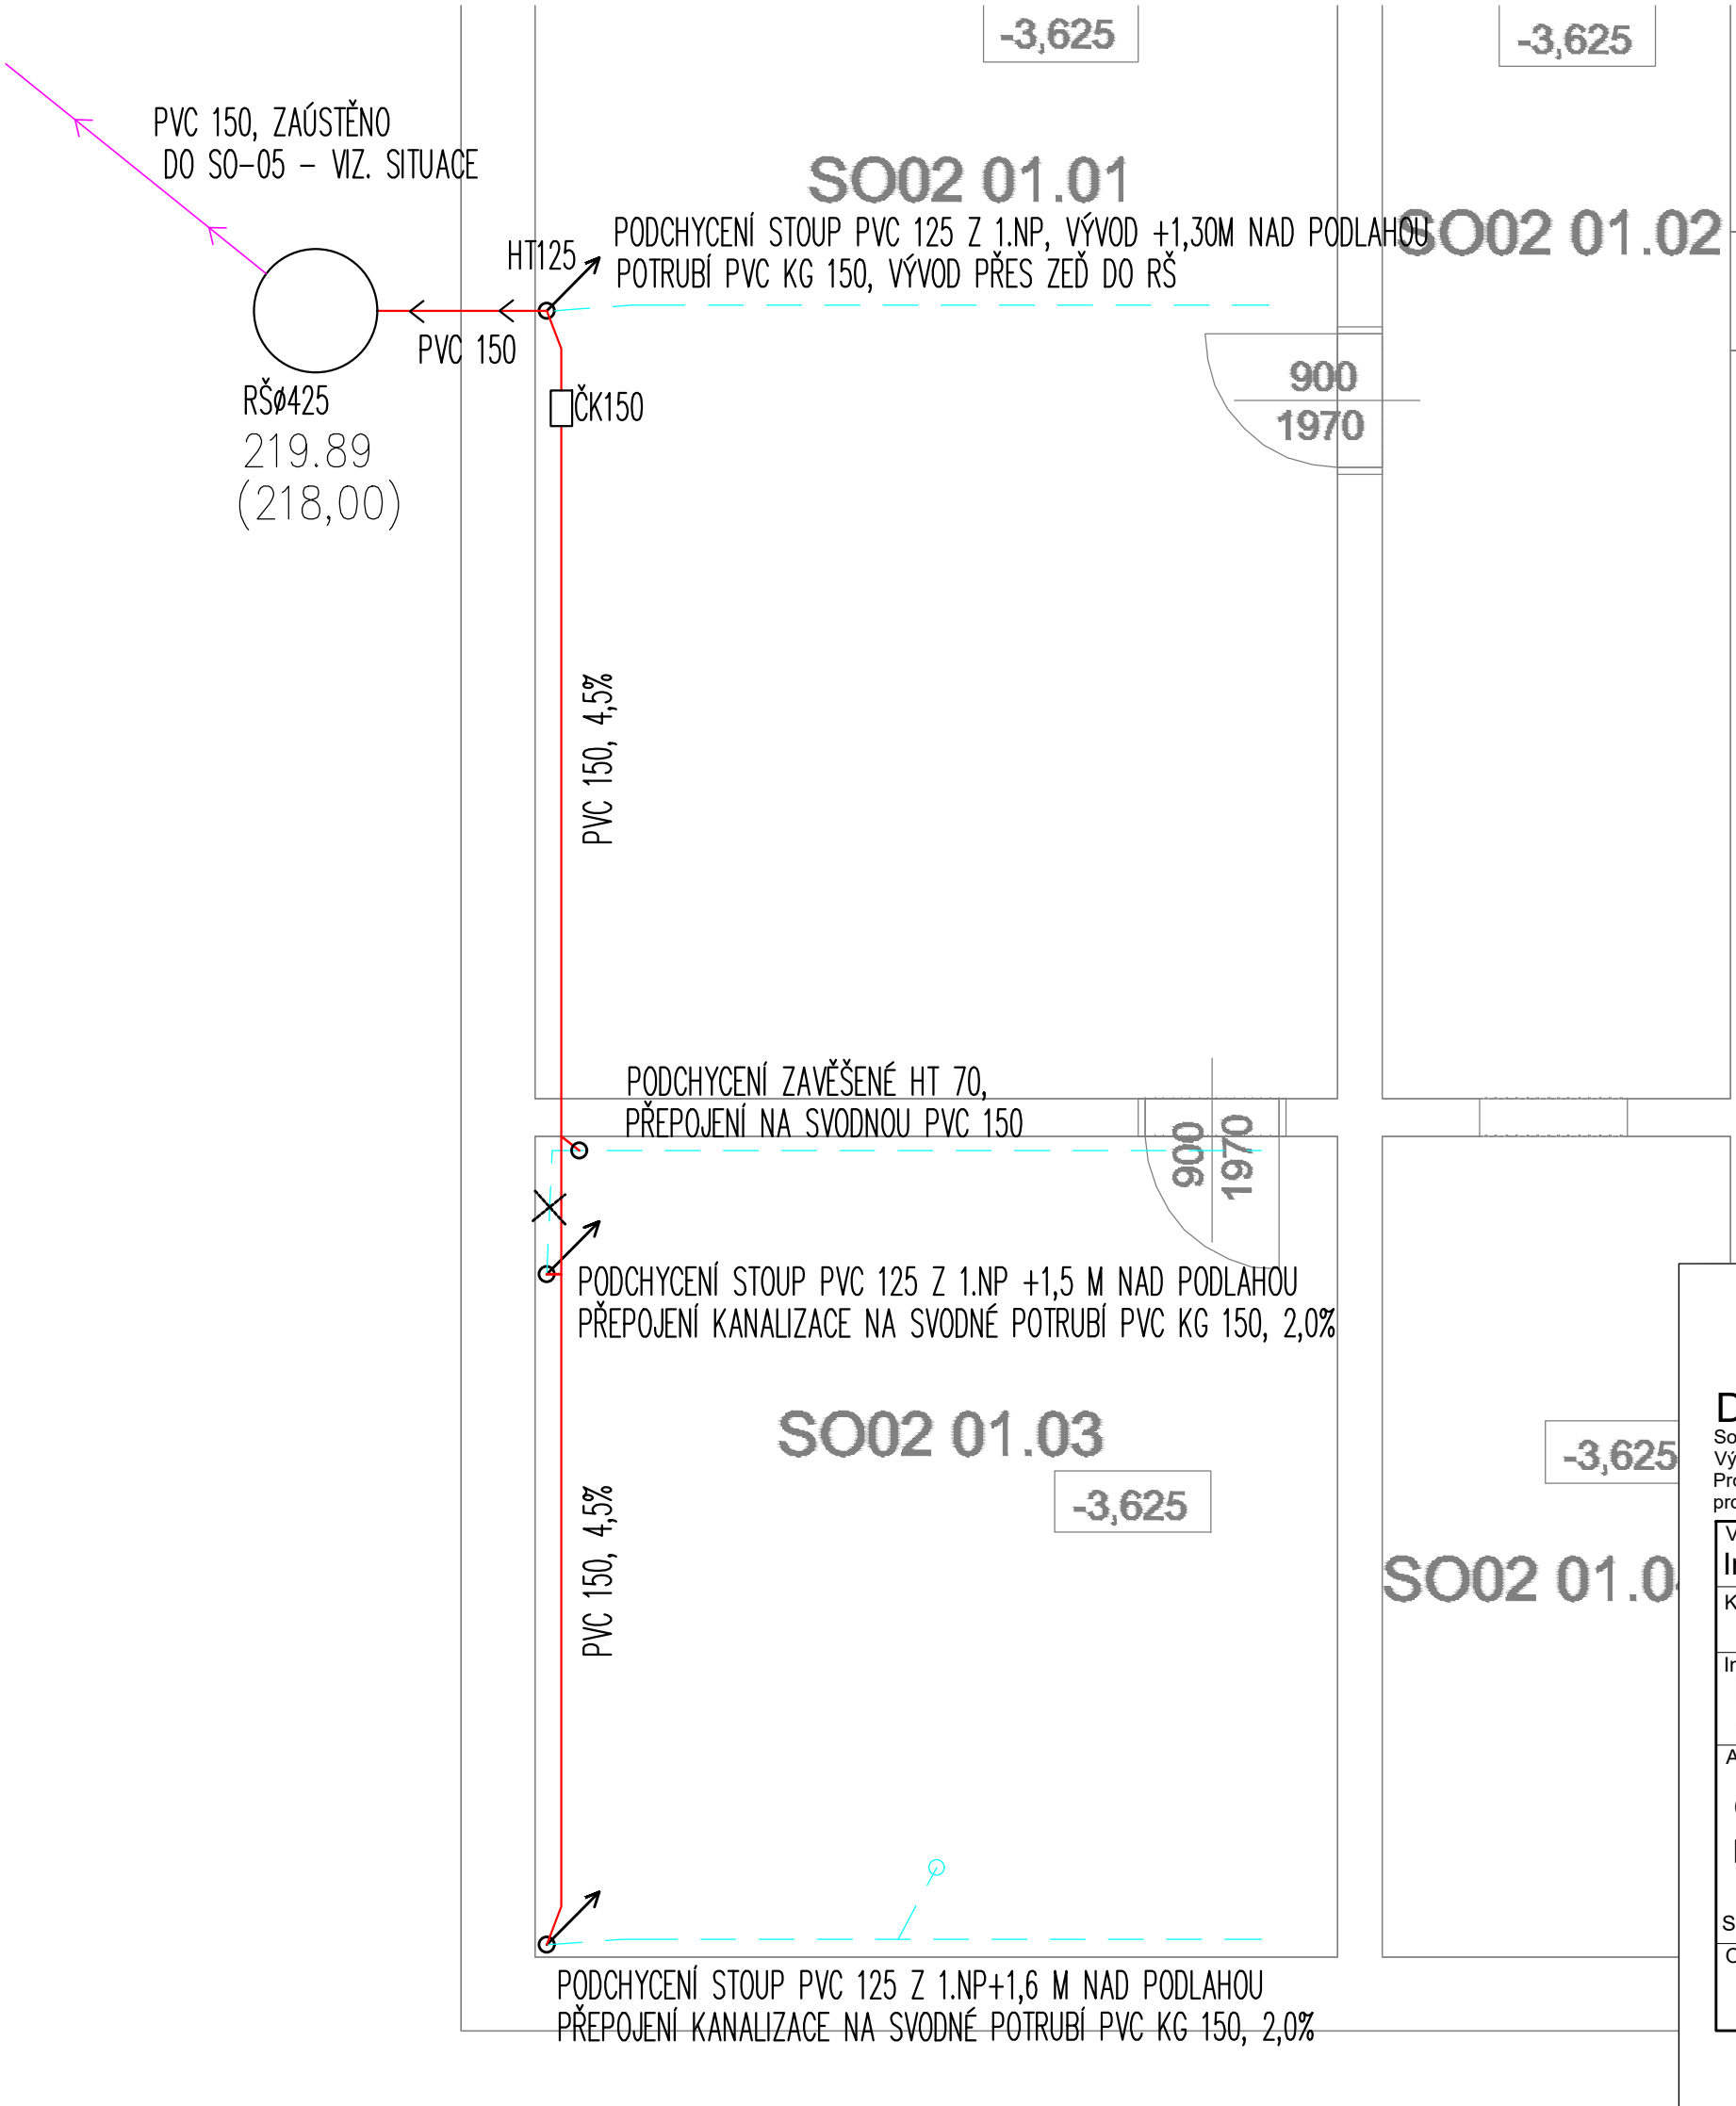 -3,625
-3,625
PVC 150, ZAÚSTĚNO
DO SO-05 - VIZ. SITUACE
SO02 01.01
SO02 01.02
HT125
PODCHYCENÍ STOUP PVC 125 Z 1.NP, VÝVOD +1,30M NAD PODLAHOU
POTRUBÍ PVC KG 150, VÝVOD PŘES ZEĎ DO RŠ
PVC 150
RŠø425
219.89
(218,00)
ČK150
900
1970
PVC 150, 4,5%
PODCHYCENÍ ZAVĚŠENÉ HT 70,
PŘEPOJENÍ NA SVODNOU PVC 150
900
1970
PODCHYCENÍ STOUP PVC 125 Z 1.NP +1,5 M NAD PODLAHOU
PŘEPOJENÍ KANALIZACE NA SVODNÉ POTRUBÍ PVC KG 150, 2,0%
SO02 01.03
-3,625
-3,625
PVC 150, 4,5%
SO02 01.0
PODCHYCENÍ STOUP PVC 125 Z 1.NP+1,6 M NAD PODLAHOU
PŘEPOJENÍ KANALIZACE NA SVODNÉ POTRUBÍ PVC KG 150, 2,0%